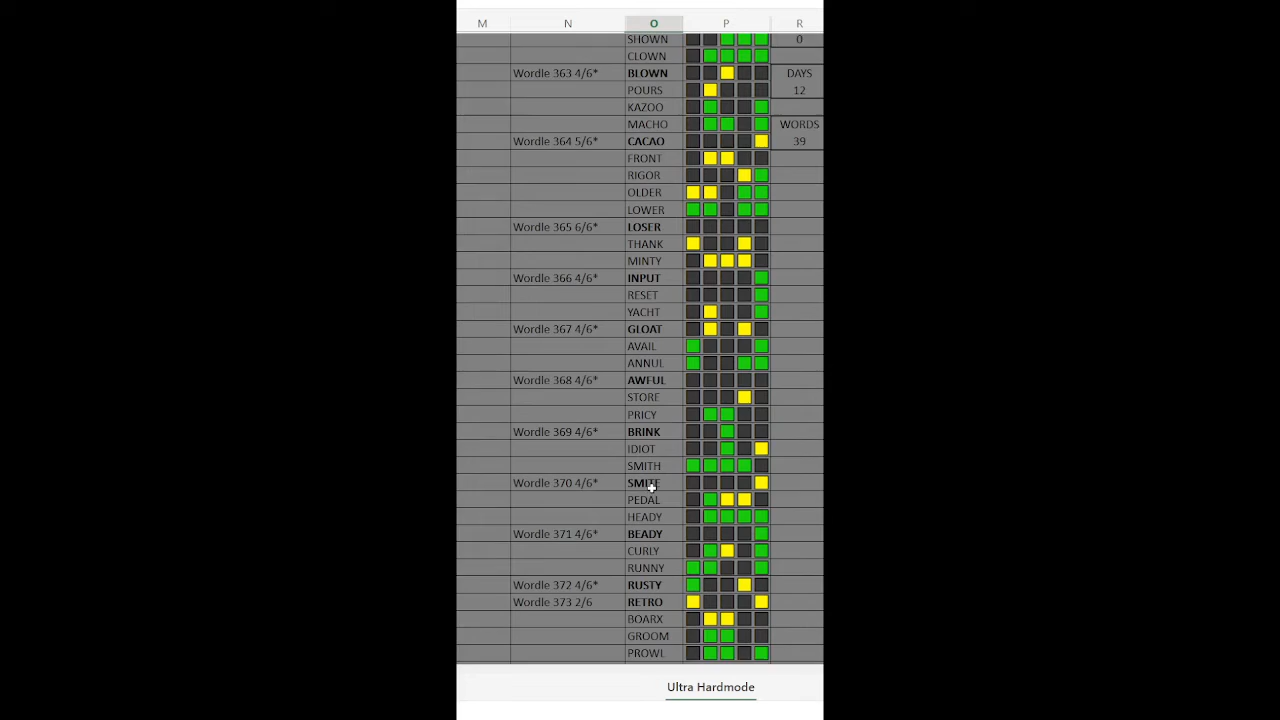 M N O P R
SHOWN 0
CLOWN
Wordle 363 4/6* BLOWN DAYS
POURS 12
KAZOO
MACHO WORDS
Wordle 364 5/6* CACAO 39
FRONT
RIGOR
OLDER
LOWER
Wordle 365 6/6* LOSER
THANK
MINTY
Wordle 366 4/6* INPUT
RESET
YACHT
Wordle 367 4/6* GLOAT
AVAIL
ANNUL
Wordle 368 4/6* AWFUL
STORE
PRICY
Wordle 369 4/6* BRINK
IDIOT
SMITH
Wordle 370 4/6* SMITE
PEDAL
HEADY
Wordle 371 4/6* BEADY
CURLY
RUNNY
Wordle 372 4/6* RUSTY
Wordle 373 2/6 RETRO
BOARX
GROOM
PROWL
Ultra Hardmode